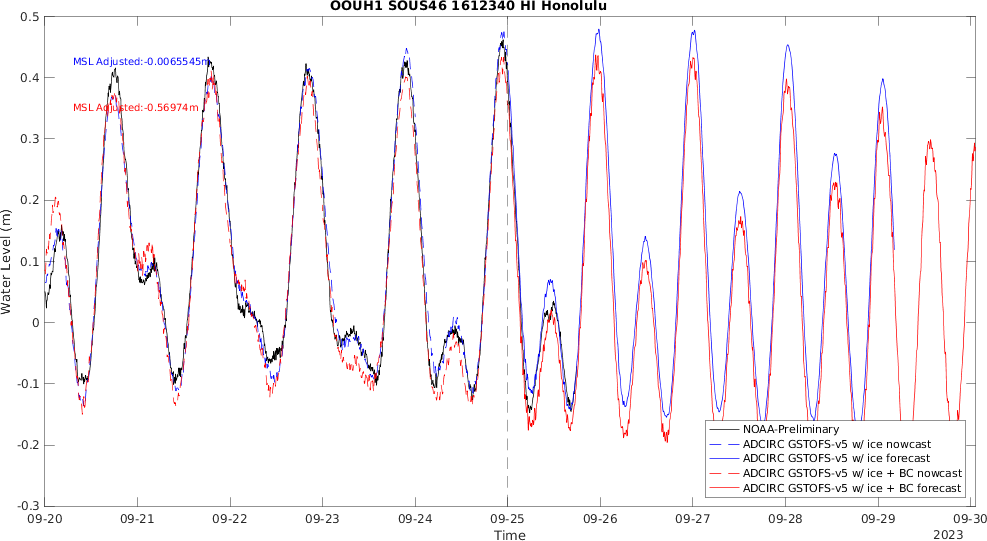 OOUH1 SOUS46 1612340 HI Honolulu
0.5
0.4
0.3
0.2
0.1
0
-0.1
-0.2
-0.3
Water Level (m)
MSL Adjusted:-0.0065545m
MSL Adjusted:-0.56974m
NOAA-Preliminary
ADCIRC GSTOFS-v5 w/ ice nowcast
ADCIRC GSTOFS-v5 w/ ice forecast
ADCIRC GSTOFS-v5 w/ ice + BC nowcast
ADCIRC GSTOFS-v5 w/ ice + BC forecast
09-20 09-21 09-22 09-23 09-24 09-25 09-26 09-27 09-28 09-29 09-30
Time
2023